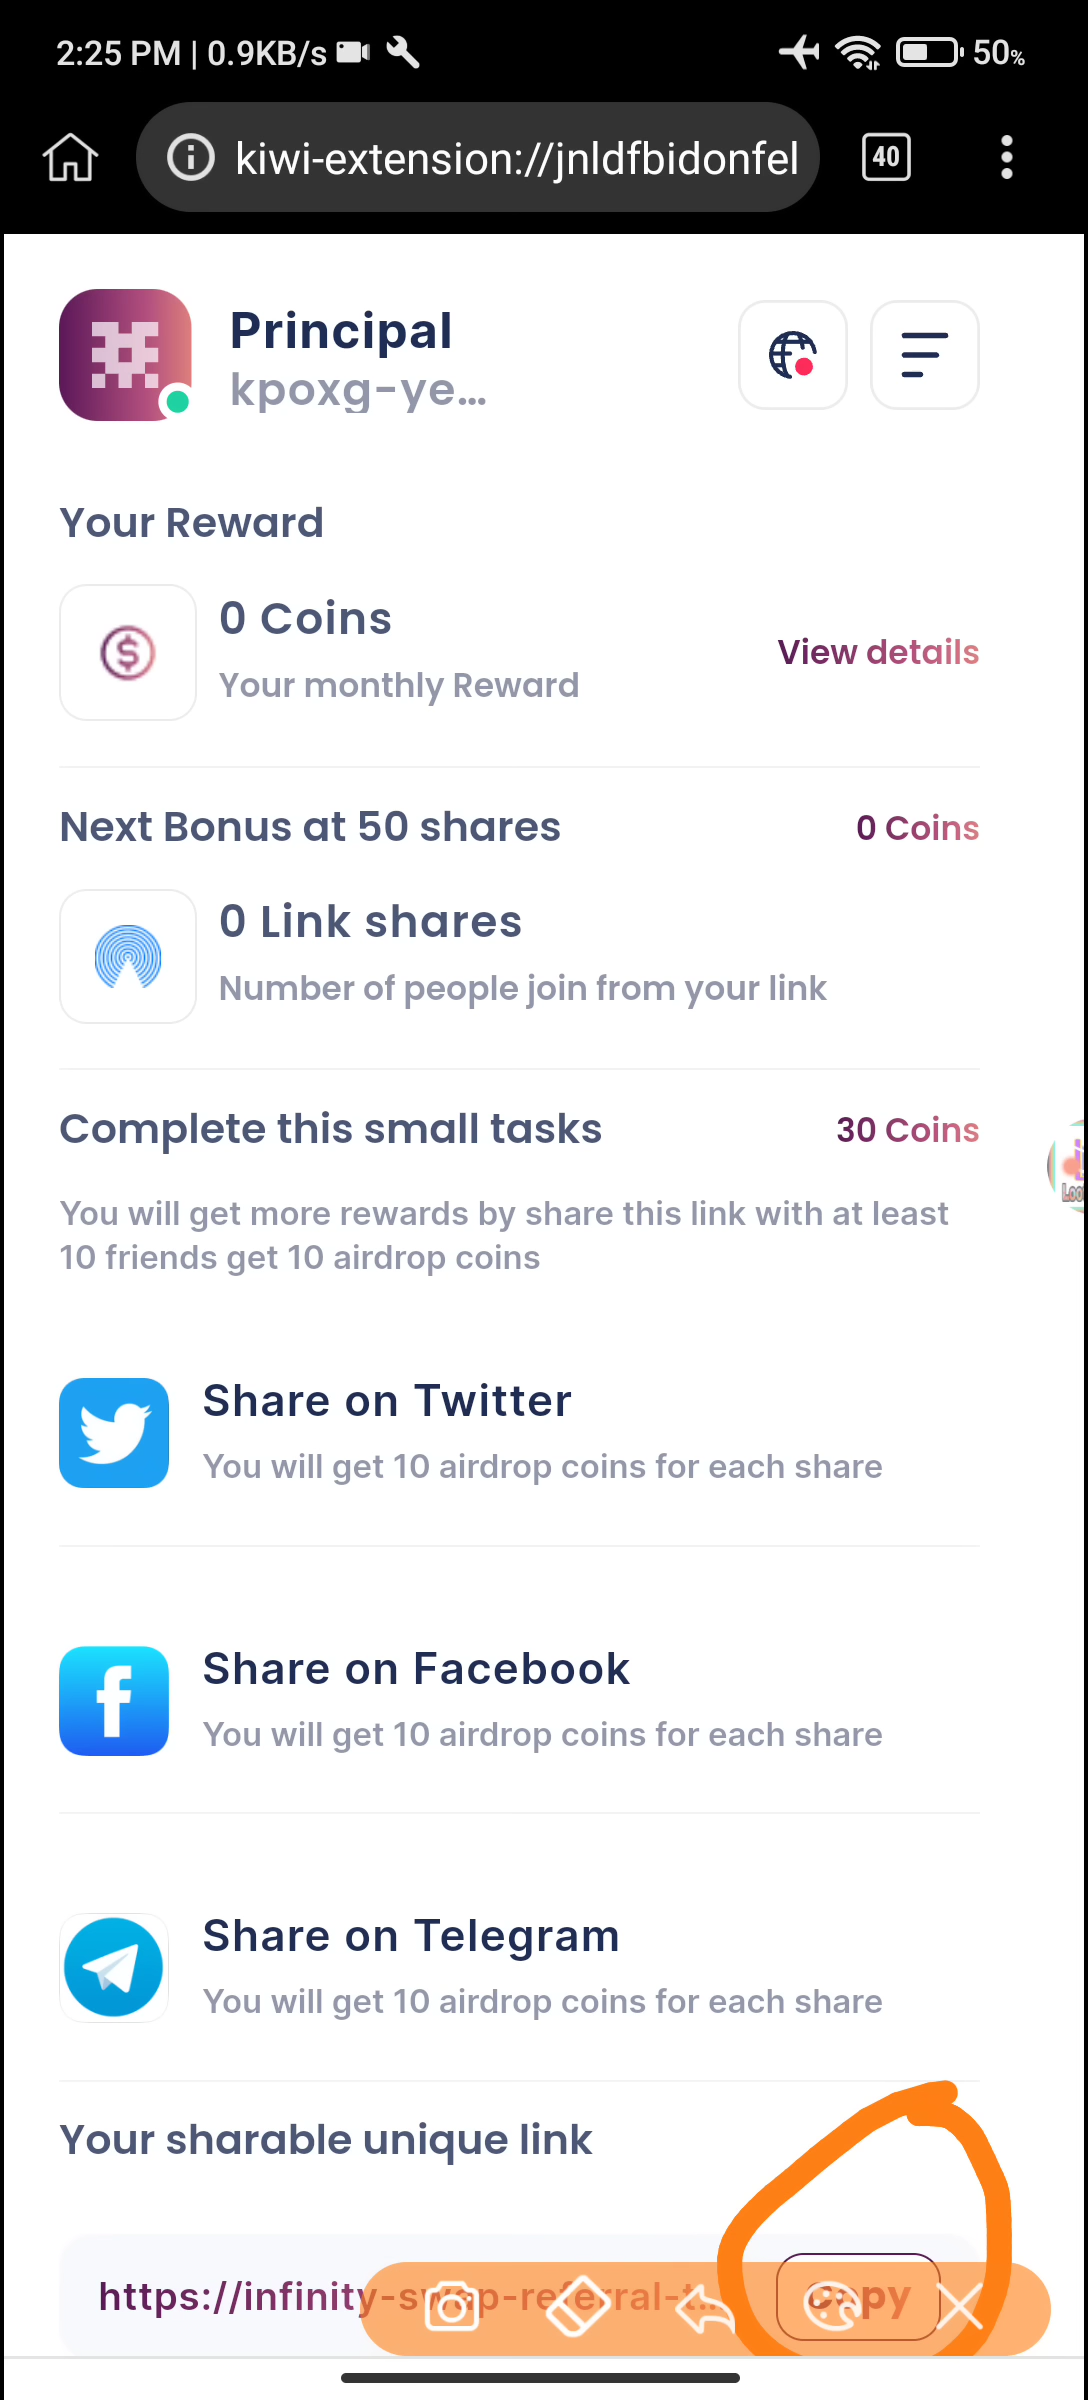 2:25 PM | 0.9KB/s 50%
kiwi-extension://jnldfbidonfel 40
Principal
kpoxg-ye...
Your Reward
0 Coins
View details
Your monthly Reward
Next Bonus at 50 shares 0 Coins
0 Link shares
Number of people join from your link
Complete this small tasks 30 Coins
You will get more rewards by share this link with at least
10 friends get 10 airdrop coins
Share on Twitter
You will get 10 airdrop coins for each share
Share on Facebook
You will get 10 airdrop coins for each share
Share on Telegram
You will get 10 airdrop coins for each share
Your sharable unique link
https://infinity-swap-referral-t... Copy